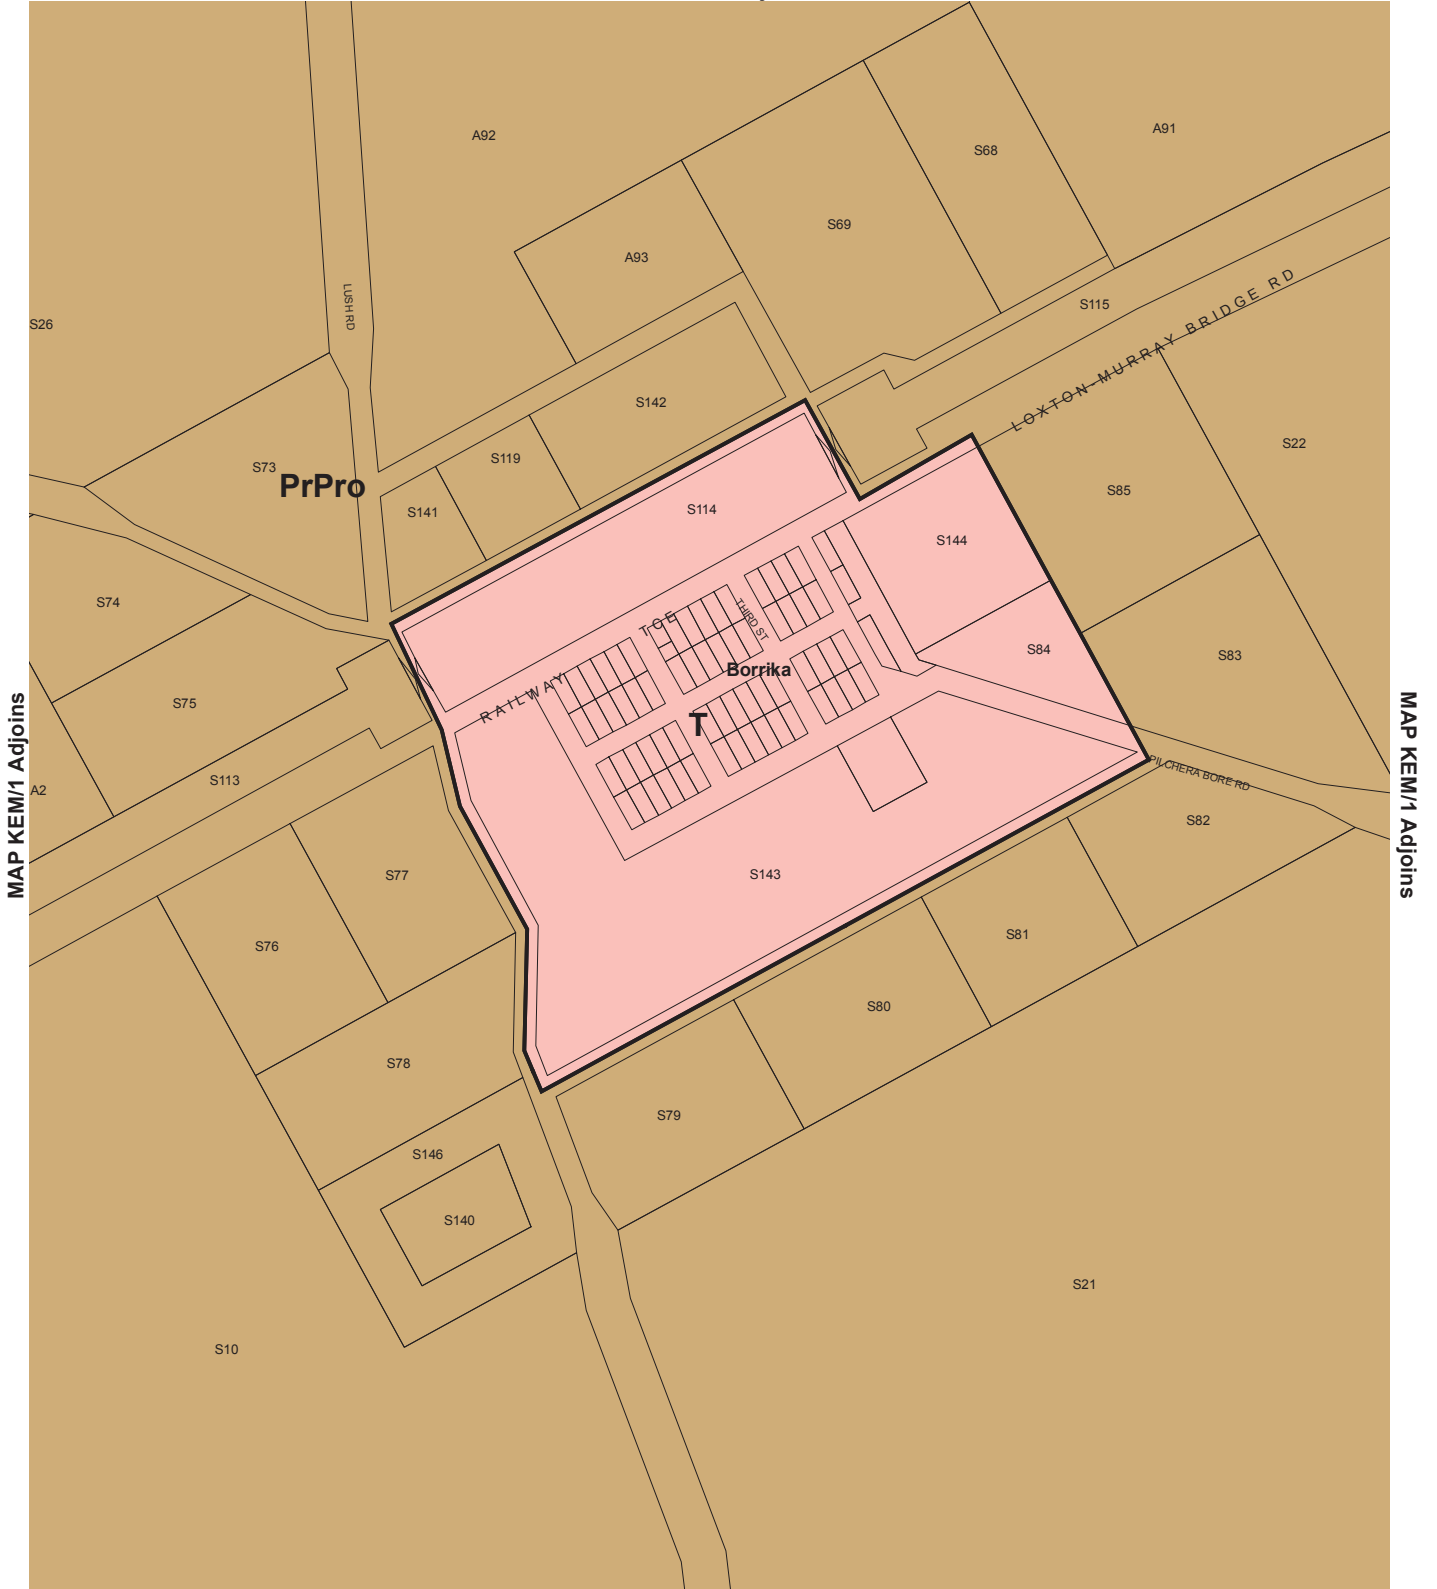 A92
A91
S68
S69
A93
LUSH RD
S115
LOXTON-MURRAY BRIDGE RD
S26
S142
S22
S119
S73
PrPro
S85
S141
S114
S144
S74
THIRD ST
RAILWAY TCE
S84
S83
Borrika
S75
T
MAP KEM/1 Adjoins
MAP KEM/1 Adjoins
S113
PILCHERA BORE RD
A2
S82
S77
S143
S76
S81
S80
S78
S79
S146
S140
S21
S10